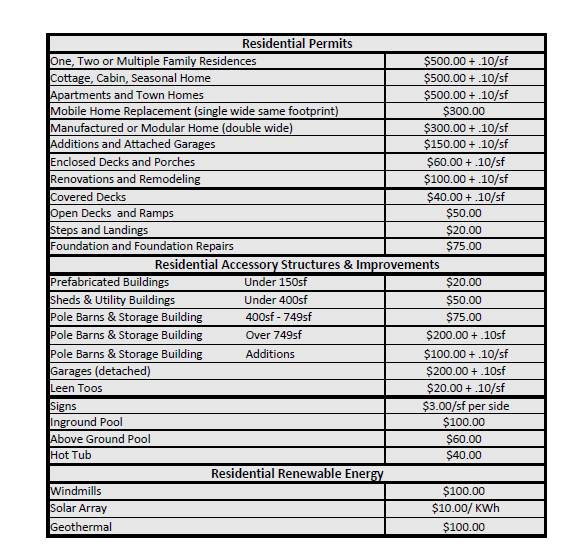 Residential Permits
One, Two or Multiple Family Residences $500.00 + .10/sf
Cottage, Cabin, Seasonal Home $500.00 + .10/sf
Apartments and Town Homes $500.00 + .10/sf
Mobile Home Replacement (single wide same footprint) $300.00
Manufactured or Modular Home (double wide) $300.00 + .10/sf
Additions and Attached Garages $150.00 + .10/sf
Enclosed Decks and Porches $60.00 + .10/sf
Renovations and Remodeling $100.00 + .10/sf
Covered Decks $40.00 + .10/sf
Open Decks and Ramps $50.00
Steps and Landings $20.00
Foundation and Foundation Repairs $75.00
Residential Accessory Structures & Improvements
Prefabricated Buildings Under 150sf $20.00
Sheds & Utility Buildings Under 400sf $50.00
Pole Barns & Storage Building 400sf - 749sf $75.00
Pole Barns & Storage Building Over 749sf $200.00 + .10sf
Pole Barns & Storage Building Additions $100.00 + .10/sf
Garages (detached) $200.00 + .10sf
Leen Toos $20.00 + .10/sf
Signs $3.00/sf per side
Inground Pool $100.00
Above Ground Pool $60.00
Hot Tub $40.00
Residential Renewable Energy
Windmills $100.00
Solar Array $10.00/ KWh
Geothermal $100.00